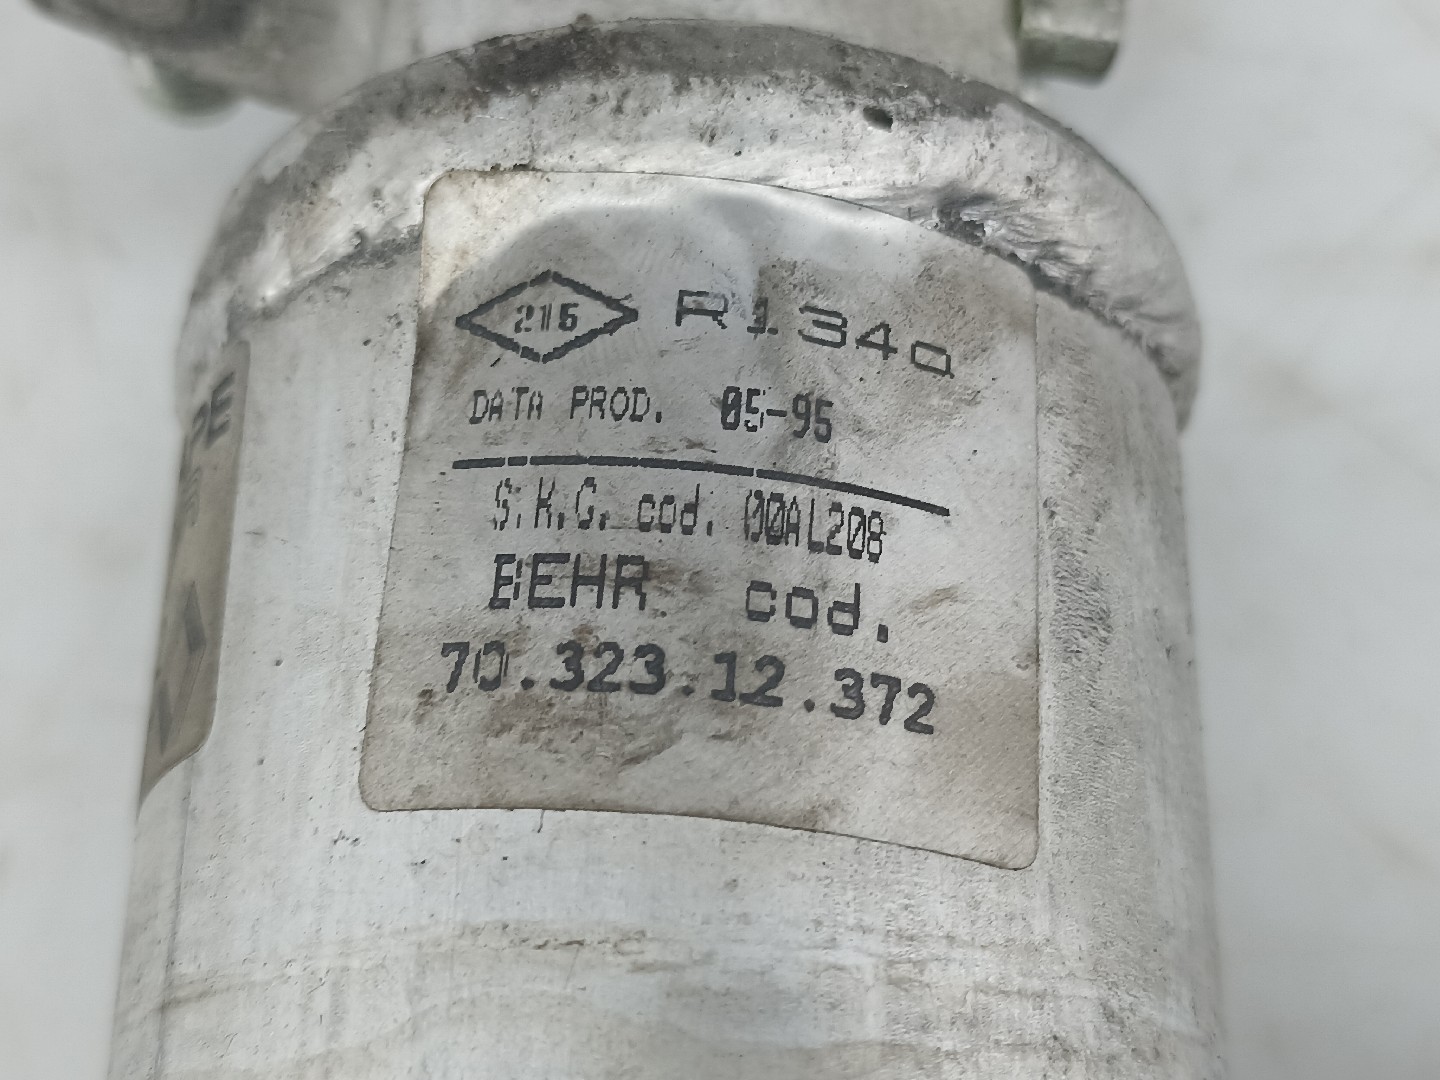 216 R134a
DATA PROD. 05-95
S.K.C. cod. 00AL208
BEHR cod.
70.323.12.372